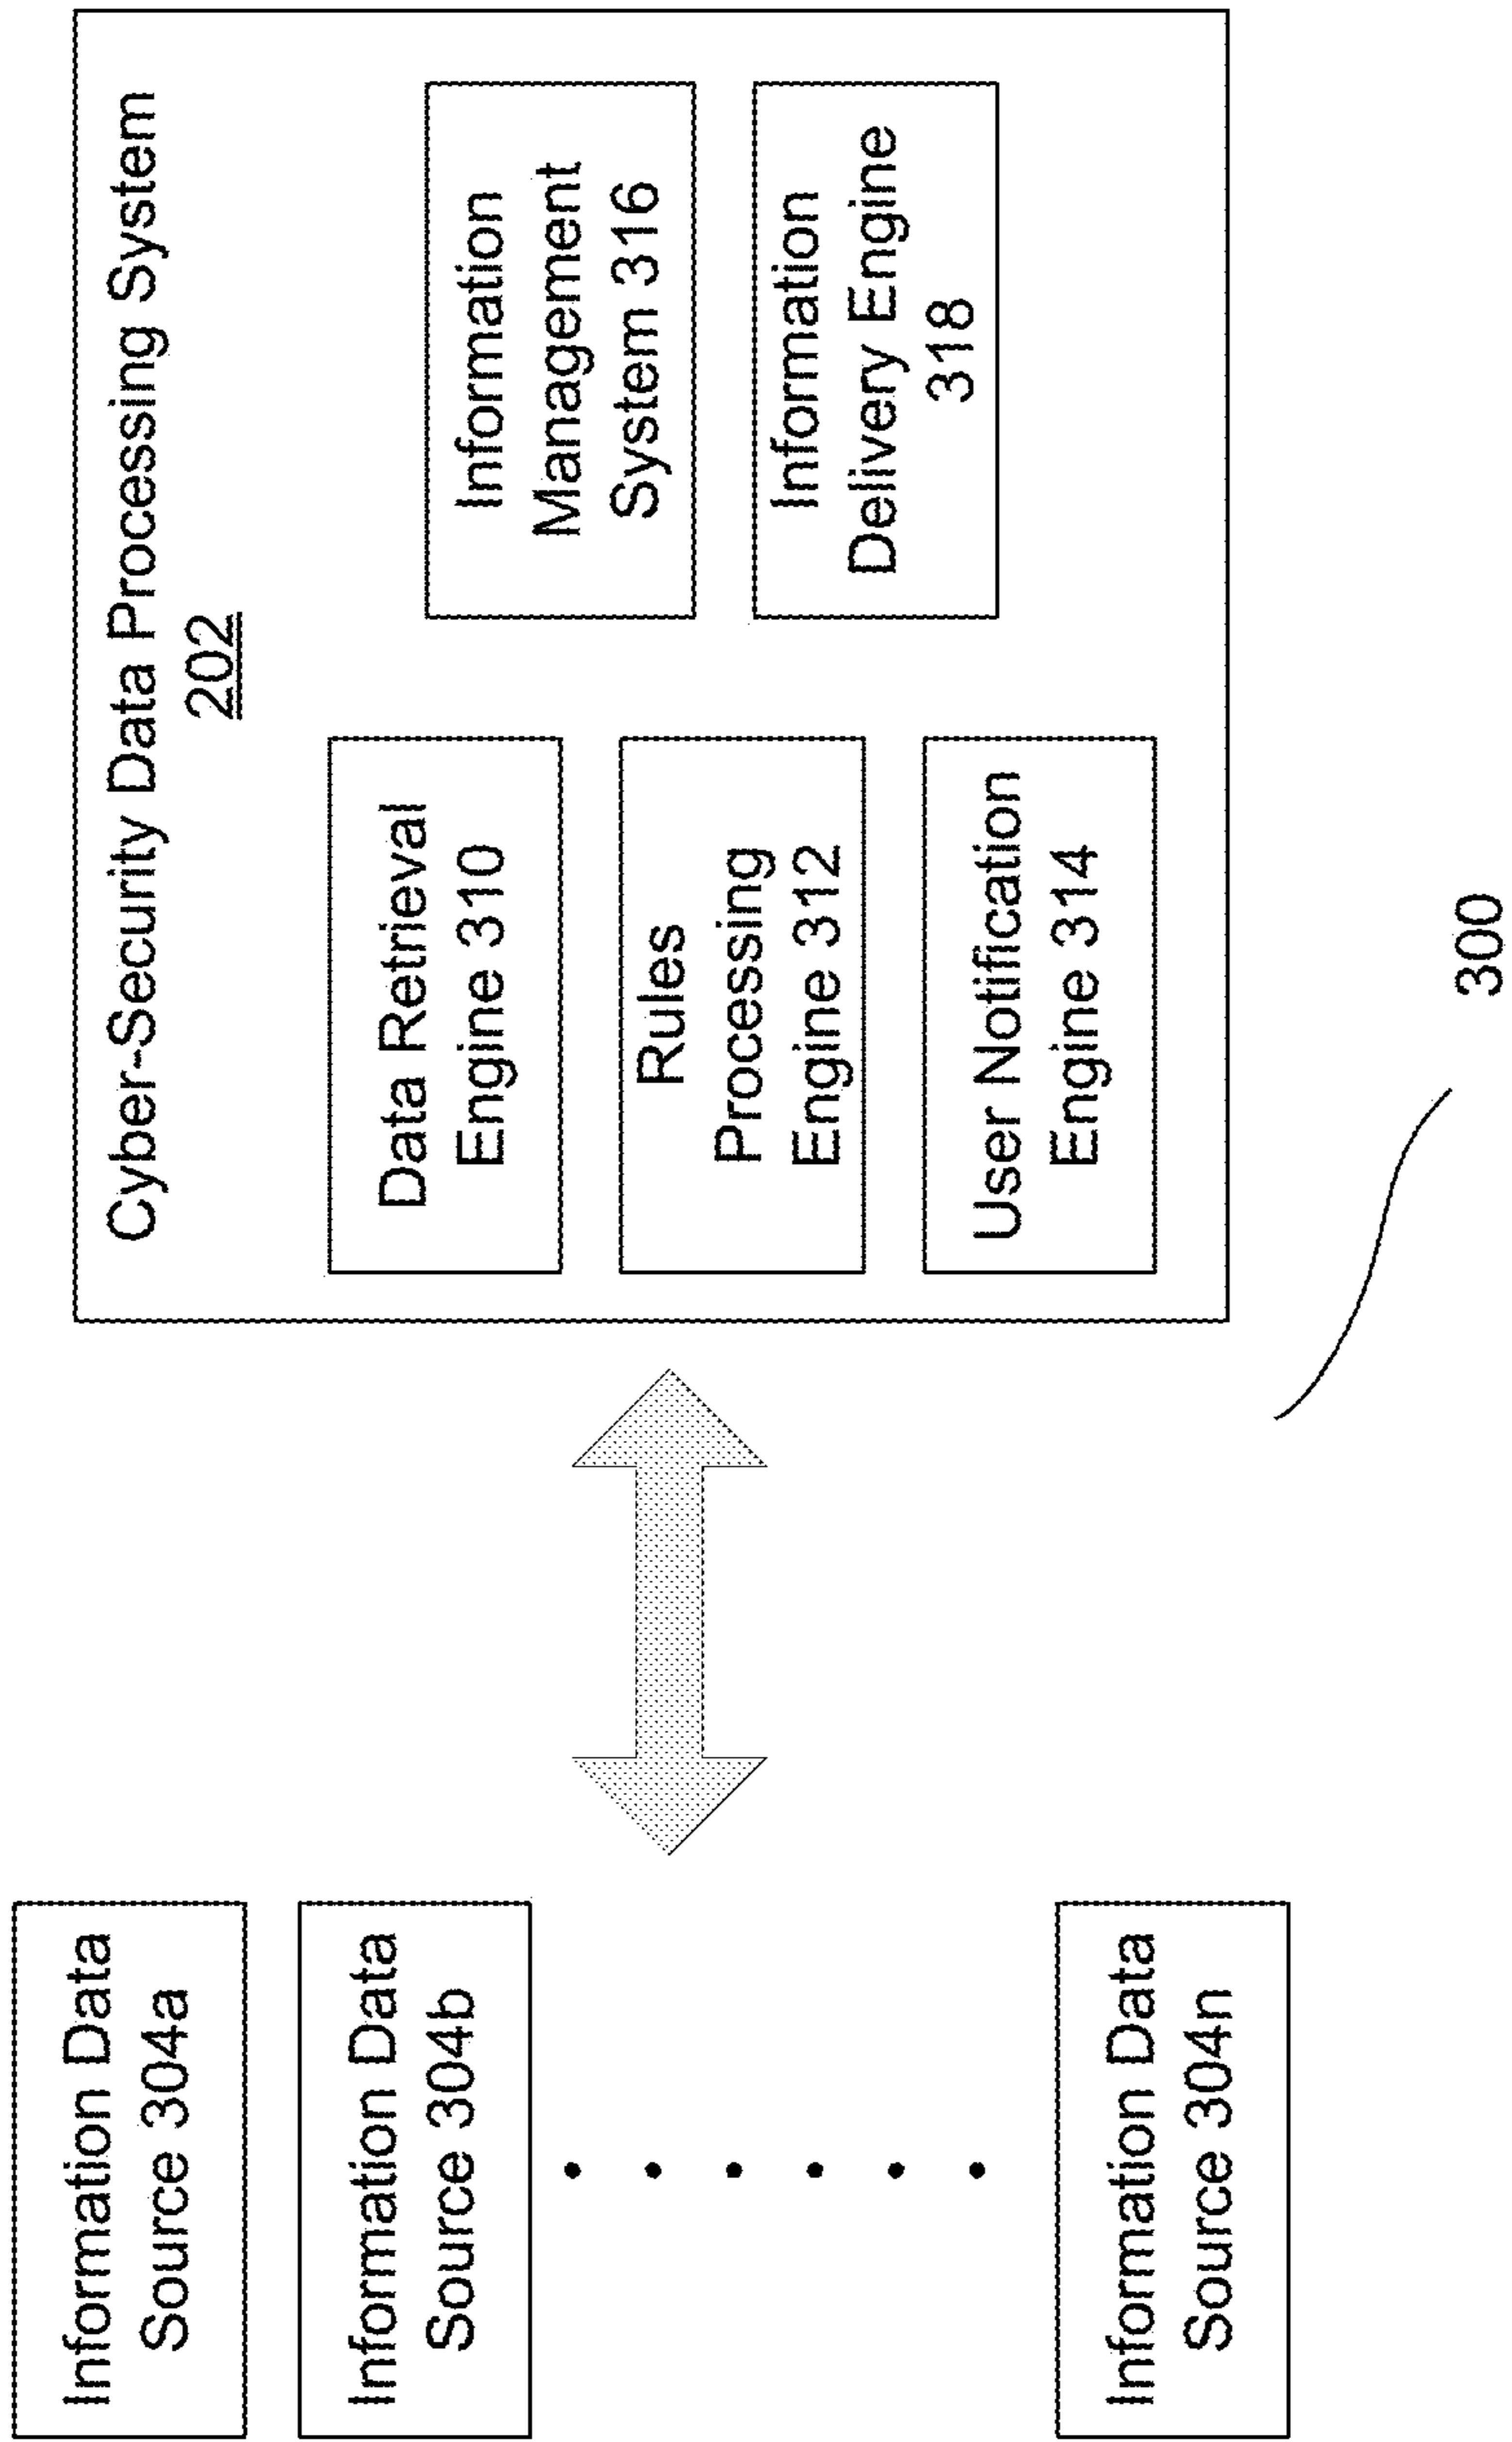 Information Data
Source 304a
Information Data
Source 304b
Information Data
Source 304n
Cyber-Security Data Processing System
202
Data Retrieval
Engine 310
Rules
Processing
Engine 312
User Notification
Engine 314
Information
Management
System 316
Information
Delivery Engine
318
300